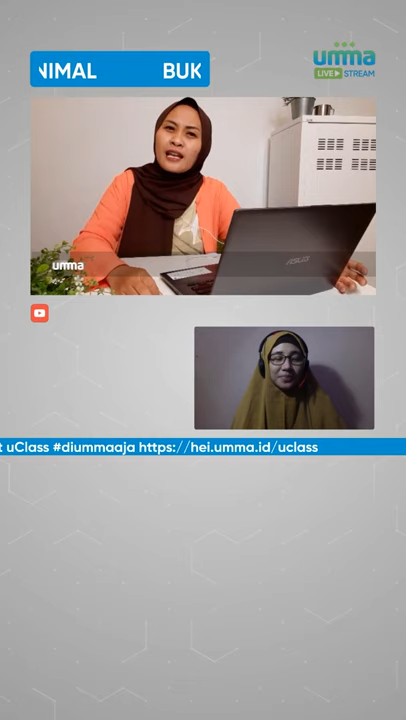 NIMAL BUK
umma
LIVE STREAM
umma
ASUS
t uClass #diummaaja https://hei.umma.id/uclass